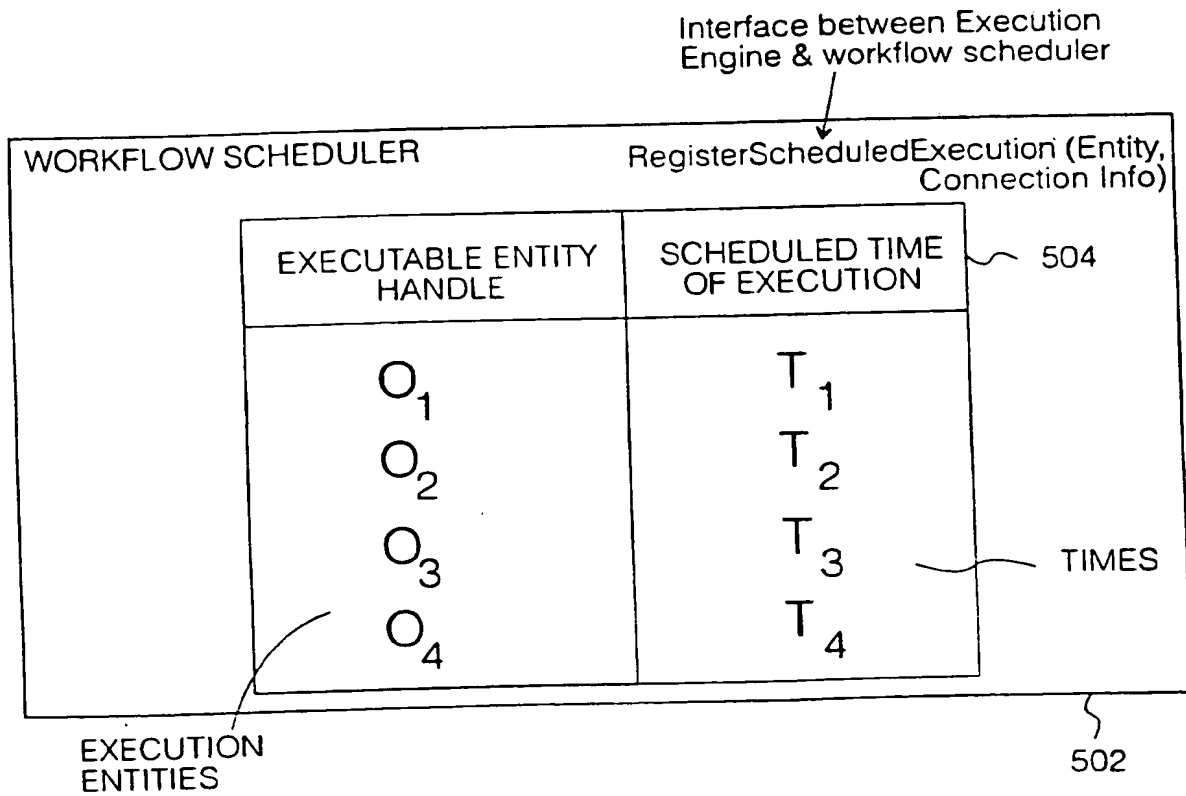 Interface between Execution
Engine & workflow scheduler
WORKFLOW SCHEDULER
RegisterScheduledExecution (Entity,
Connection Info)
EXECUTABLE ENTITY
HANDLE
SCHEDULED TIME
OF EXECUTION
504
O1
T1
O2
T2
O3
T3
TIMES
O4
T4
EXECUTION
ENTITIES
502